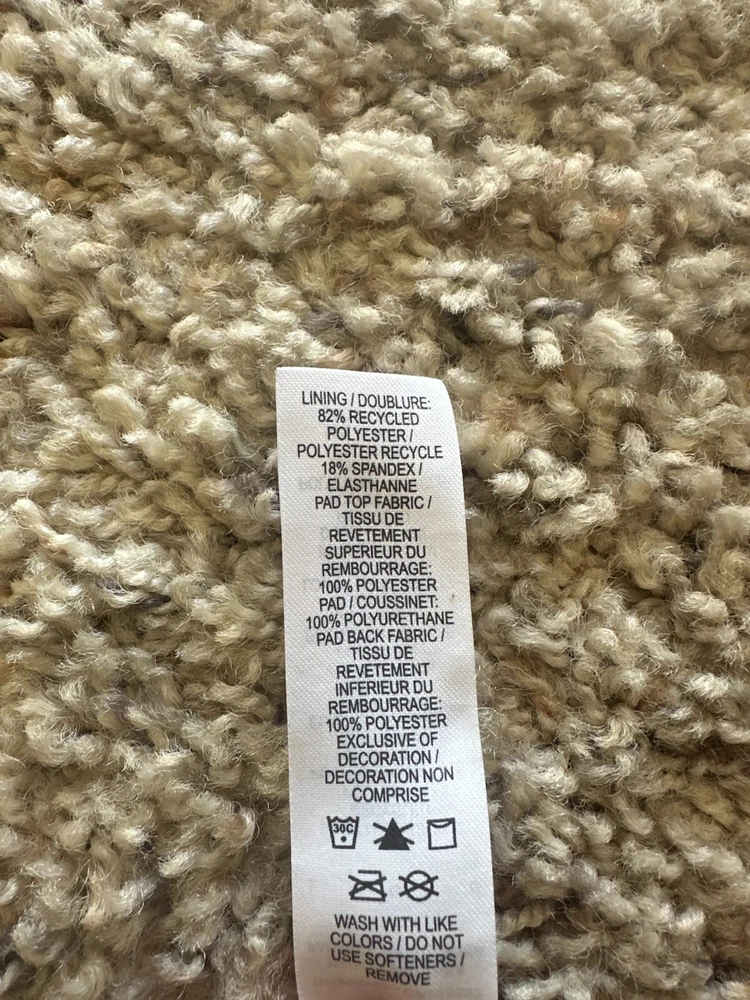 LINING / DOUBLURE:
82% RECYCLED
POLYESTER /
POLYESTER RECYCLE
18% SPANDEX /
ELASTHANNE
PAD TOP FABRIC /
TISSU DE
REVETEMENT
SUPERIEUR DU
REMBOURRAGE:
100% POLYESTER
PAD / COUSSINET:
100% POLYURETHANE
PAD BACK FABRIC /
TISSU DE
REVETEMENT
INFERIEUR DU
REMBOURRAGE:
100% POLYESTER
EXCLUSIVE OF
DECORATION /
DECORATION NON
COMPRISE
30C
WASH WITH LIKE
COLORS / DO NOT
USE SOFTENERS /
REMOVE